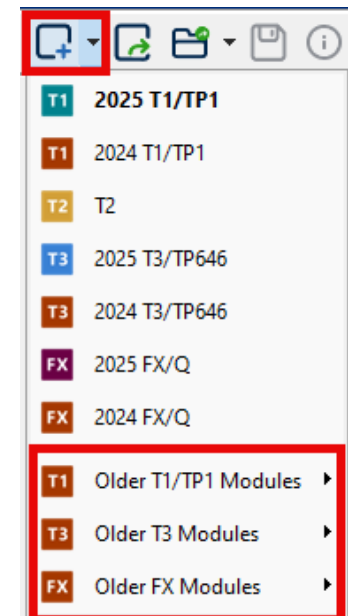 T1 2025 T1/TP1
T1 2024 T1/TP1
T2 T2
T3 2025 T3/TP646
T3 2024 T3/TP646
FX 2025 FX/Q
FX 2024 FX/Q
T1 Older T1/TP1 Modules
T3 Older T3 Modules
FX Older FX Modules